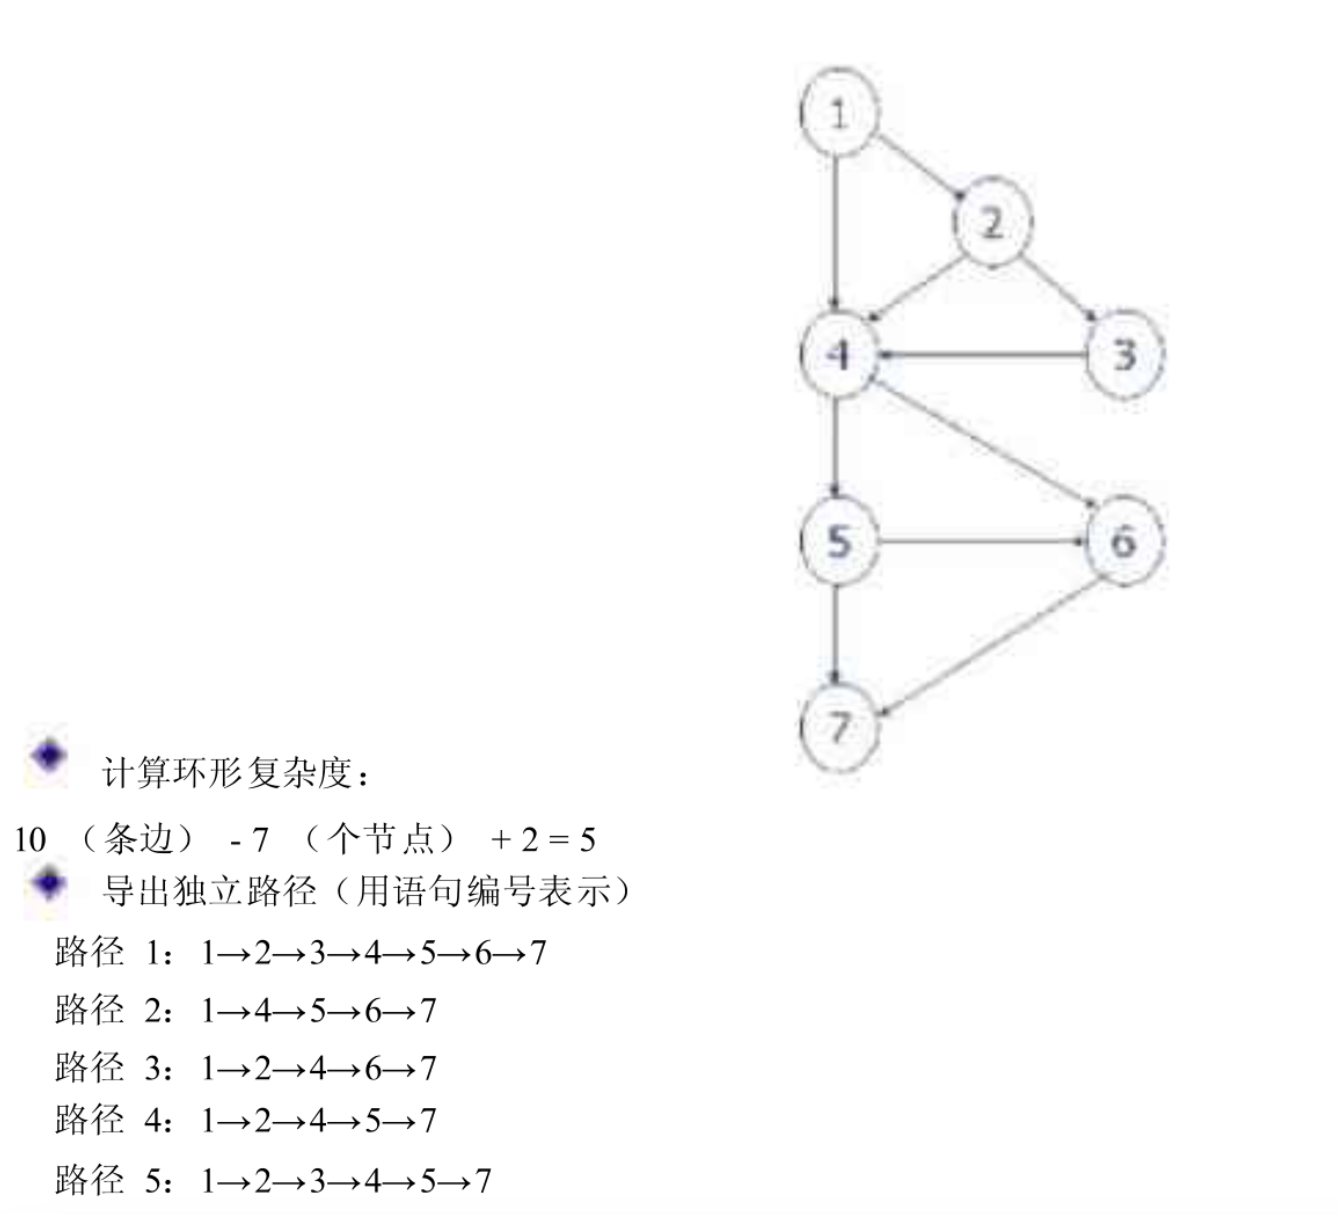 1
2
4
3
5
6
7
计算环形复杂度：
10 （条边） - 7 （个节点） + 2 = 5
导出独立路径（用语句编号表示）
路径 1：1→2→3→4→5→6→7
路径 2：1→4→5→6→7
路径 3：1→2→4→6→7
路径 4：1→2→4→5→7
路径 5：1→2→3→4→5→7